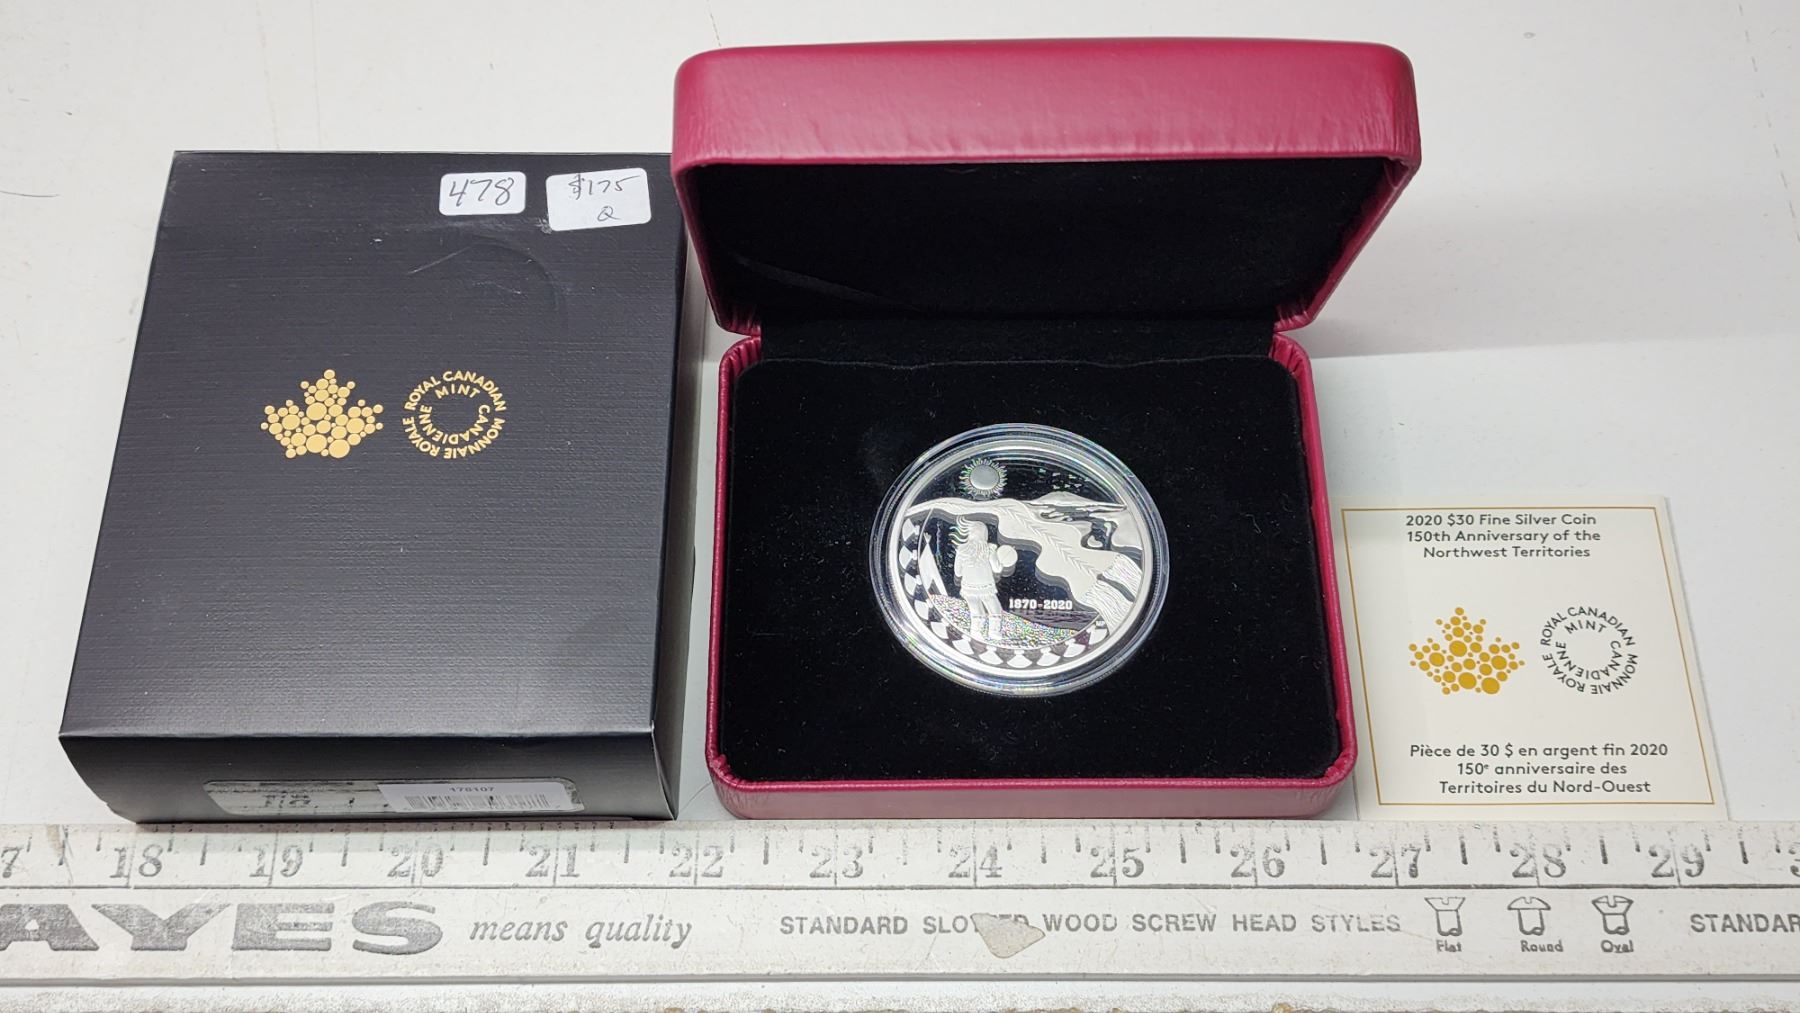 478
$175
Q
ROYAL CANADIAN MINT
MONNAIE ROYALE CANADIENNE
178107
1870-2020
2020 $30 Fine Silver Coin
150th Anniversary of the
Northwest Territories
ROYAL CANADIAN MINT
MONNAIE ROYALE CANADIENNE
Pièce de 30 $ en argent fin 2020
150e anniversaire des
Territoires du Nord-Ouest
7 18 19 20 21 22 23 24 25 26 27 28 29
AYES means quality STANDARD SLOTTED WOOD SCREW HEAD STYLES Flat Round Oval STANDAR